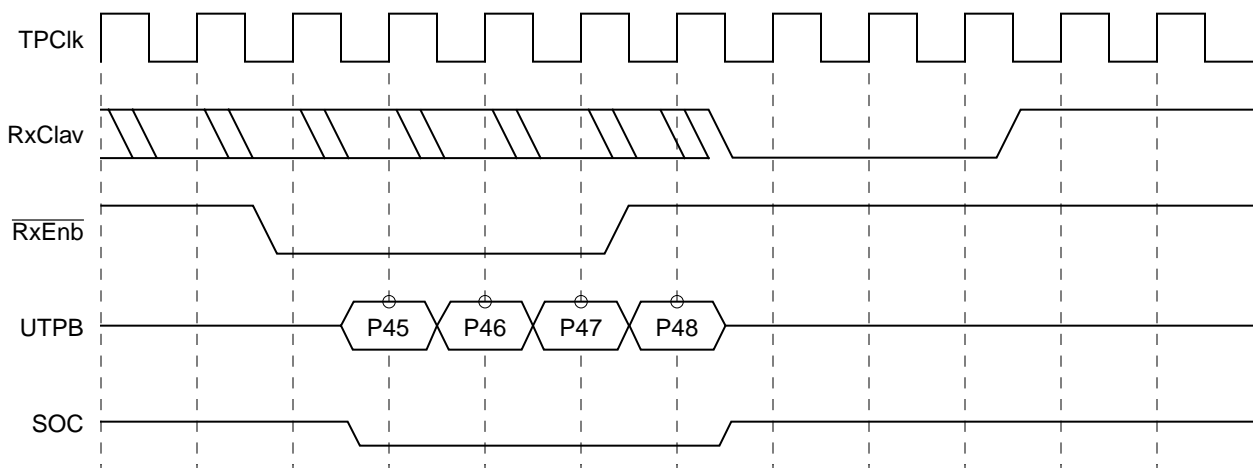 TPClk
RxClav
RxEnb
UTPB
P45 P46 P47 P48
SOC